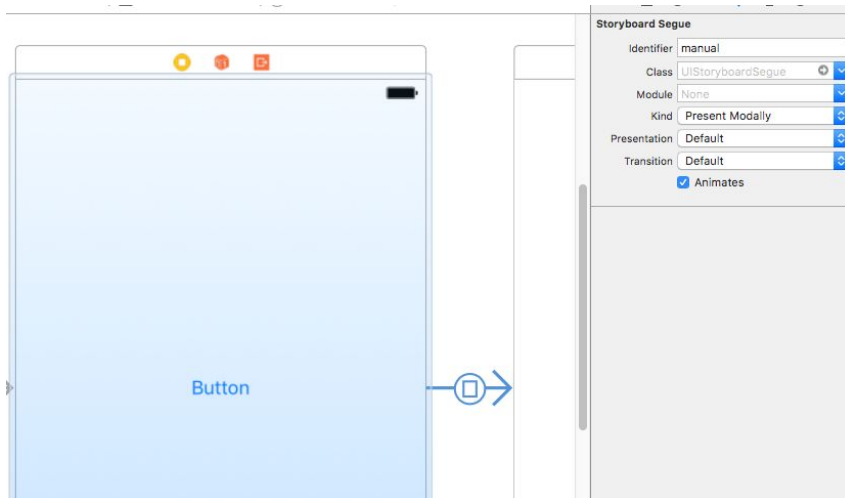 Storyboard Segue
Identifier manual
Class UIStoryboardSegue
Module None
Kind Present Modally
Presentation Default
Transition Default
Animates
Button